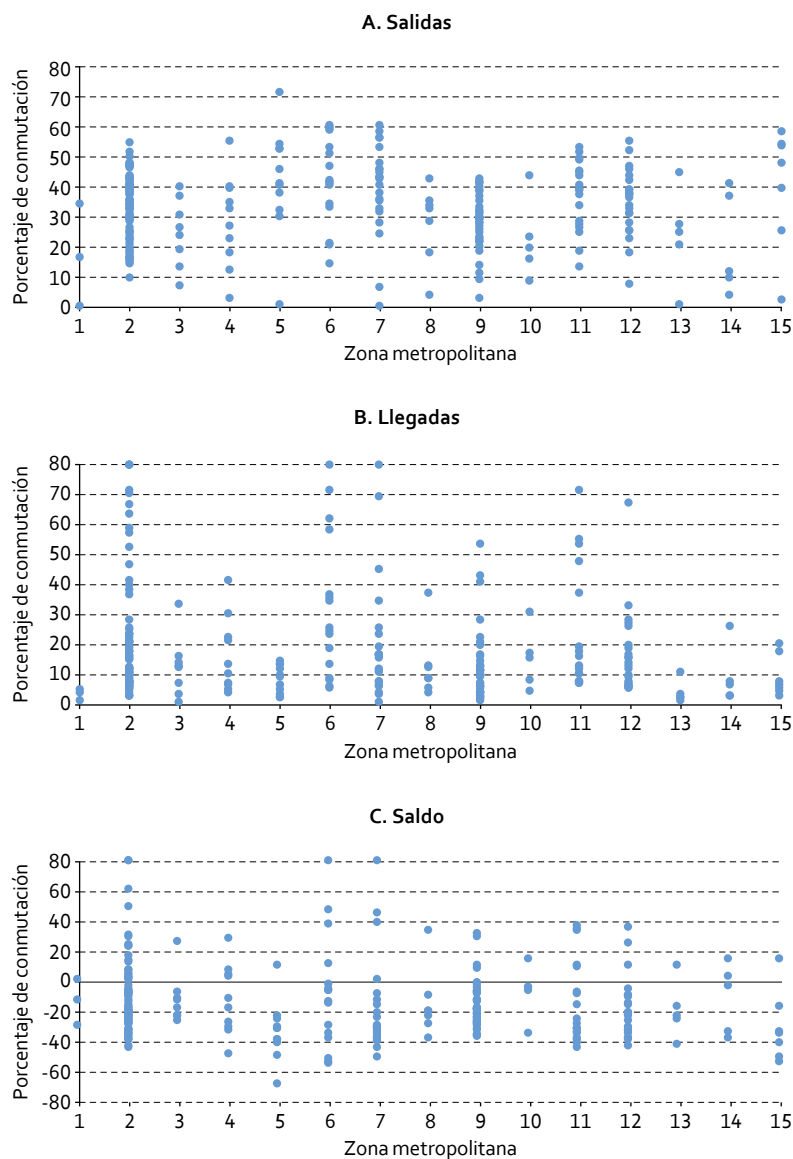 A. Salidas
Porcentaje de conmutación
80
70
60
50
40
30
20
10
0
1 2 3 4 5 6 7 8 9 10 11 12 13 14 15
Zona metropolitana
B. Llegadas
Porcentaje de conmutación
80
70
60
50
40
30
20
10
0
1 2 3 4 5 6 7 8 9 10 11 12 13 14 15
Zona metropolitana
C. Saldo
Porcentaje de conmutación
80
60
40
20
0
-20
-40
-60
-80
1 2 3 4 5 6 7 8 9 10 11 12 13 14 15
Zona metropolitana